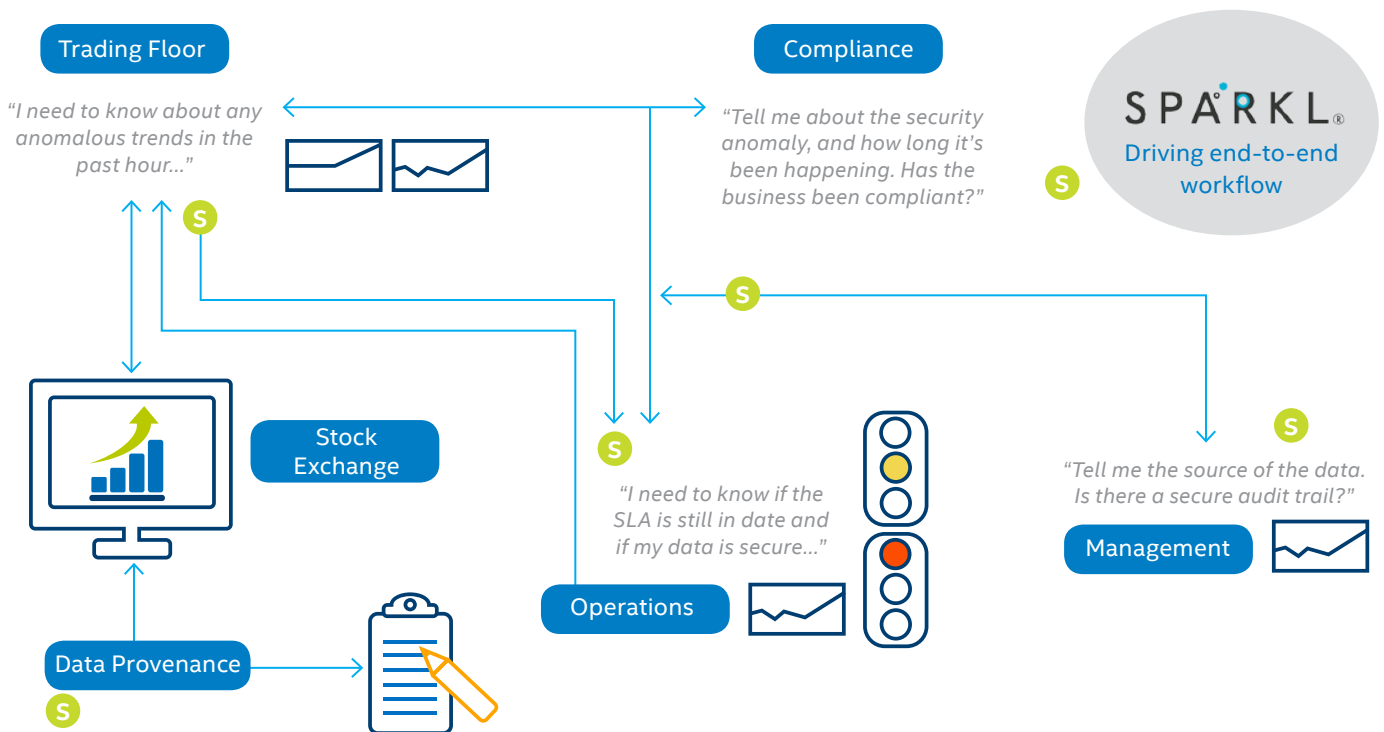 Trading Floor
“I need to know about any
anomalous trends in the
past hour...”
Compliance
“Tell me about the security
anomaly, and how long it’s
been happening. Has the
business been compliant?”
SPARKL®
Driving end-to-end
workflow
S
S
S
Stock
Exchange
S
“I need to know if the
SLA is still in date and
if my data is secure...”
Operations
S
“Tell me the source of the data.
Is there a secure audit trail?”
Management
Data Provenance
S